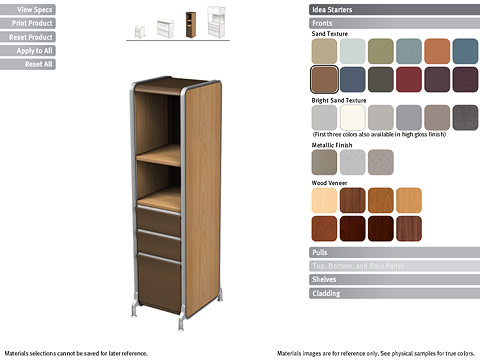 View Specs
Print Product
Reset Product
Apply to All
Reset All
Idea Starters
Fronts
Sand Texture
Bright Sand Texture
(First three colors also available in high gloss finish)
Metallic Finish
Wood Veneer
Pulls
Top, Bottom, and Back Panel
Shelves
Cladding
Materials selections cannot be saved for later reference.
Materials images are for reference only. See physical samples for true colors.